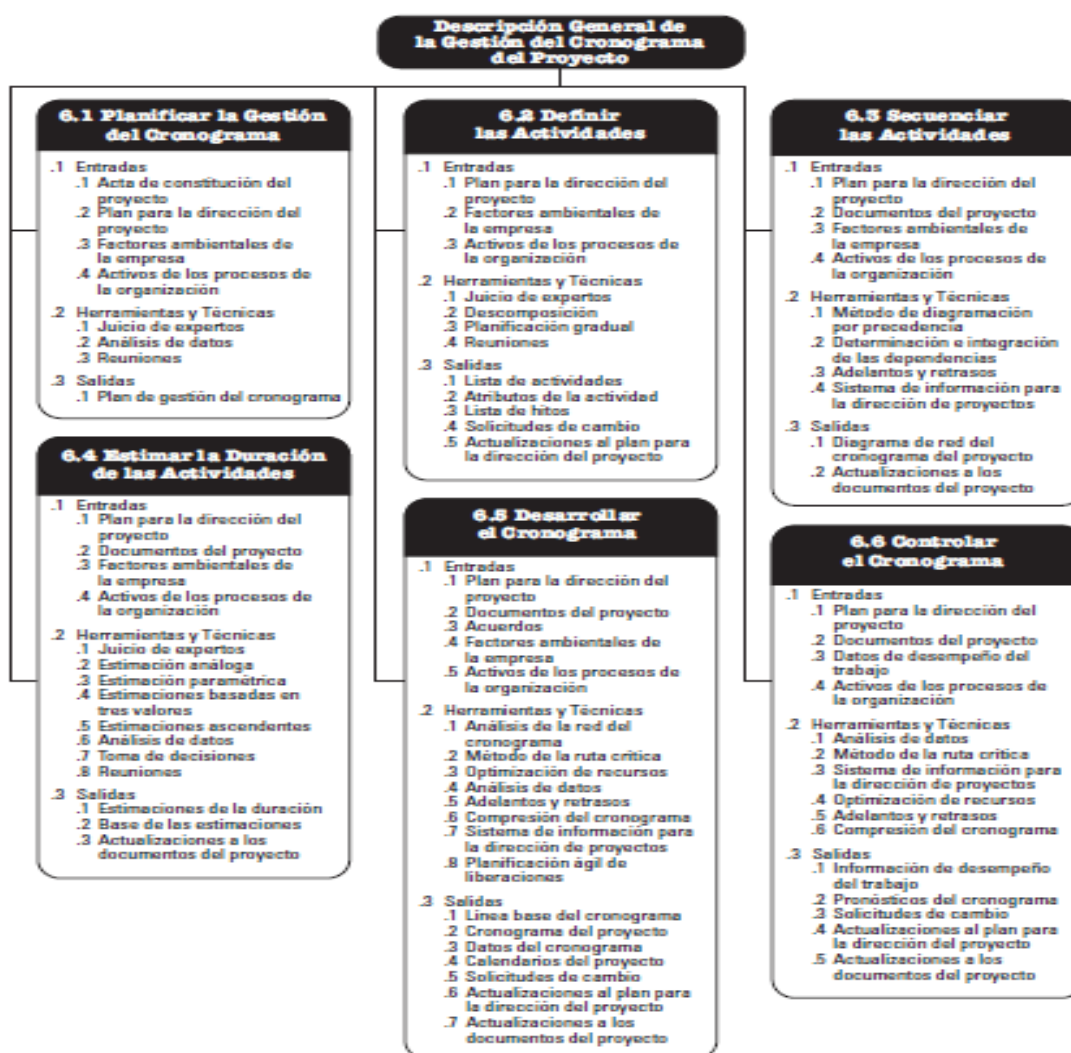 Descripción General de
la Gestión del Cronograma
del Proyecto
6.1 Planificar la Gestión
del Cronograma
.1 Entradas
.1 Acta de constitución del
proyecto
.2 Plan para la dirección del
proyecto
.3 Factores ambientales de
la empresa
.4 Activos de los procesos de
la organización
.2 Herramientas y Técnicas
.1 Juicio de expertos
.2 Análisis de datos
.3 Reuniones
.3 Salidas
.1 Plan de gestión del cronograma
6.2 Definir
las Actividades
.1 Entradas
.1 Plan para la dirección del
proyecto
.2 Factores ambientales de
la empresa
.3 Activos de los procesos de
la organización
.2 Herramientas y Técnicas
.1 Juicio de expertos
.2 Descomposición
.3 Planificación gradual
.4 Reuniones
.3 Salidas
.1 Lista de actividades
.2 Atributos de la actividad
.3 Lista de hitos
.4 Solicitudes de cambio
.5 Actualizaciones al plan para
la dirección del proyecto
6.3 Secuenciar
las Actividades
.1 Entradas
.1 Plan para la dirección del
proyecto
.2 Documentos del proyecto
.3 Factores ambientales de
la empresa
.4 Activos de los procesos de
la organización
.2 Herramientas y Técnicas
.1 Método de diagramación
por precedencia
.2 Determinación e integración
de las dependencias
.3 Adelantos y retrasos
.4 Sistema de información para
la dirección de proyectos
.3 Salidas
.1 Diagrama de red del
cronograma del proyecto
.2 Actualizaciones a los
documentos del proyecto
6.4 Estimar la Duración
de las Actividades
.1 Entradas
.1 Plan para la dirección del
proyecto
.2 Documentos del proyecto
.3 Factores ambientales de
la empresa
.4 Activos de los procesos de
la organización
.2 Herramientas y Técnicas
.1 Juicio de expertos
.2 Estimación análoga
.3 Estimación paramétrica
.4 Estimaciones basadas en
tres valores
.5 Estimaciones ascendentes
.6 Análisis de datos
.7 Toma de decisiones
.8 Reuniones
.3 Salidas
.1 Estimaciones de la duración
.2 Base de las estimaciones
.3 Actualizaciones a los
documentos del proyecto
6.5 Desarrollar
el Cronograma
.1 Entradas
.1 Plan para la dirección del
proyecto
.2 Documentos del proyecto
.3 Acuerdos
.4 Factores ambientales de
la empresa
.5 Activos de los procesos de
la organización
.2 Herramientas y Técnicas
.1 Análisis de la red del
cronograma
.2 Método de la ruta crítica
.3 Optimización de recursos
.4 Análisis de datos
.5 Adelantos y retrasos
.6 Compresión del cronograma
.7 Sistema de información para
la dirección de proyectos
.8 Planificación ágil de
liberaciones
.3 Salidas
.1 Línea base del cronograma
.2 Cronograma del proyecto
.3 Datos del cronograma
.4 Calendarios del proyecto
.5 Solicitudes de cambio
.6 Actualizaciones al plan para
la dirección del proyecto
.7 Actualizaciones a los
documentos del proyecto
6.6 Controlar
el Cronograma
.1 Entradas
.1 Plan para la dirección del
proyecto
.2 Documentos del proyecto
.3 Datos de desempeño del
trabajo
.4 Activos de los procesos de
la organización
.2 Herramientas y Técnicas
.1 Análisis de datos
.2 Método de la ruta crítica
.3 Sistema de información para
la dirección de proyectos
.4 Optimización de recursos
.5 Adelantos y retrasos
.6 Compresión del cronograma
.3 Salidas
.1 Información de desempeño
del trabajo
.2 Pronósticos del cronograma
.3 Solicitudes de cambio
.4 Actualizaciones al plan para
la dirección del proyecto
.5 Actualizaciones a los
documentos del proyecto